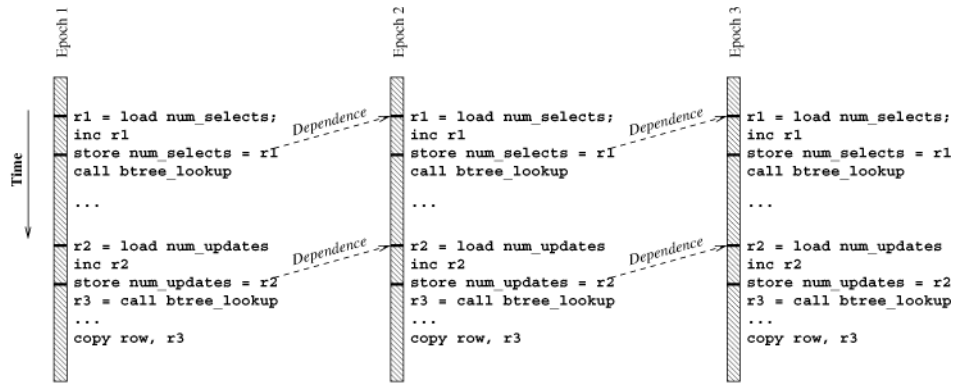 Epoch 1
Epoch 2
Epoch 3
Time
r1 = load num_selects;
inc r1
store num_selects = r1
call btree_lookup
...
r2 = load num_updates
inc r2
store num_updates = r2
r3 = call btree_lookup
...
copy row, r3
Dependence
Dependence
r1 = load num_selects;
inc r1
store num_selects = r1
call btree_lookup
...
r2 = load num_updates
inc r2
store num_updates = r2
r3 = call btree_lookup
...
copy row, r3
Dependence
Dependence
r1 = load num_selects;
inc r1
store num_selects = r1
call btree_lookup
...
r2 = load num_updates
inc r2
store num_updates = r2
r3 = call btree_lookup
...
copy row, r3